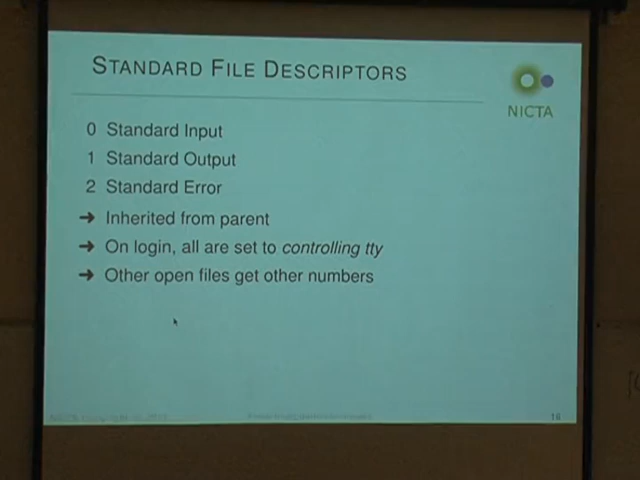 STANDARD FILE DESCRIPTORS
NICTA
0 Standard Input
1 Standard Output
2 Standard Error
➔ Inherited from parent
➔ On login, all are set to controlling tty
➔ Other open files get other numbers
16